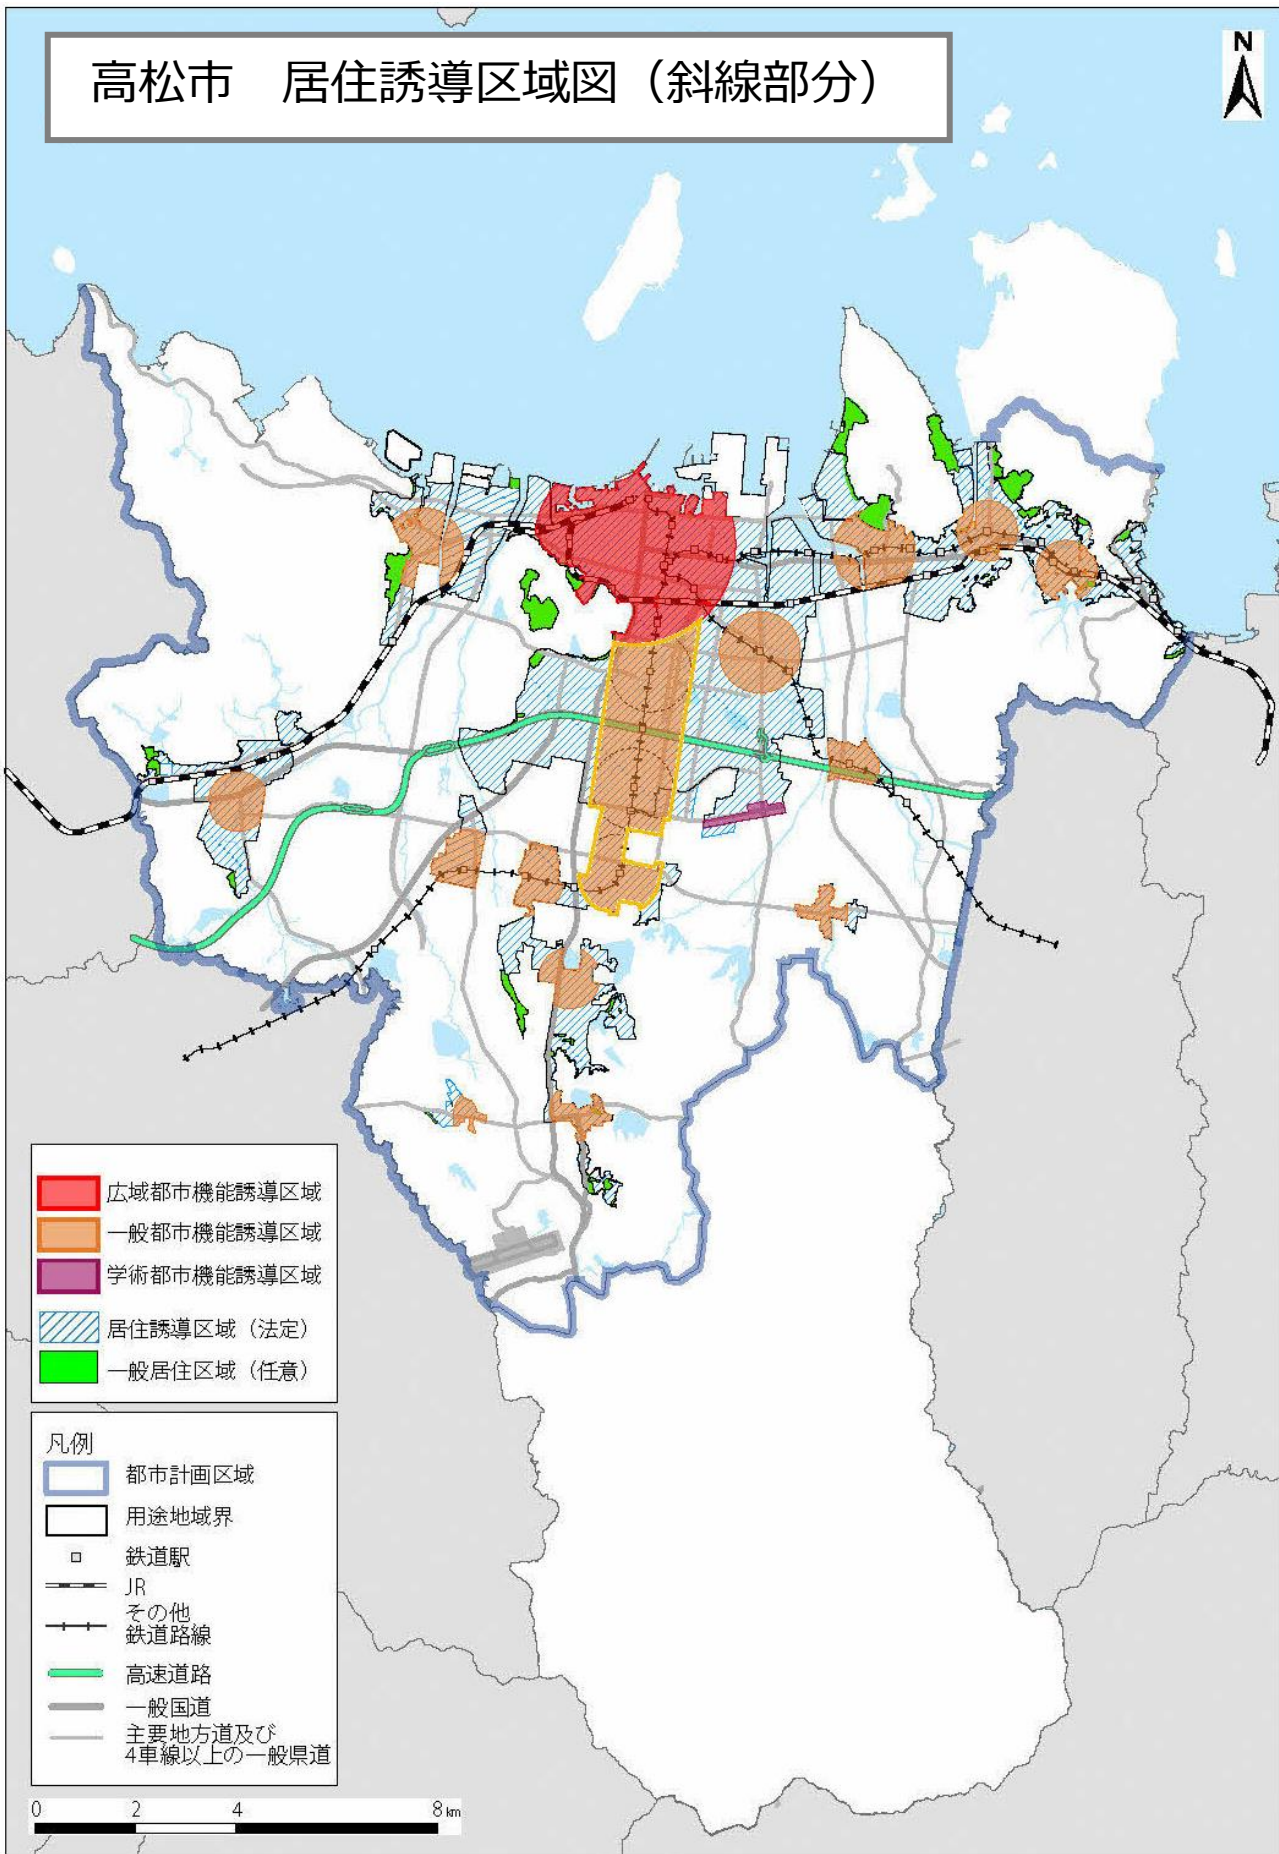 高松市　居住誘導区域図（斜線部分）
N
広域都市機能誘導区域
一般都市機能誘導区域
学術都市機能誘導区域
居住誘導区域（法定）
一般居住区域（任意）
凡例
都市計画区域
用途地域界
鉄道駅
JR
その他
鉄道路線
高速道路
一般国道
主要地方道及び
4車線以上の一般県道
0 2 4 8km